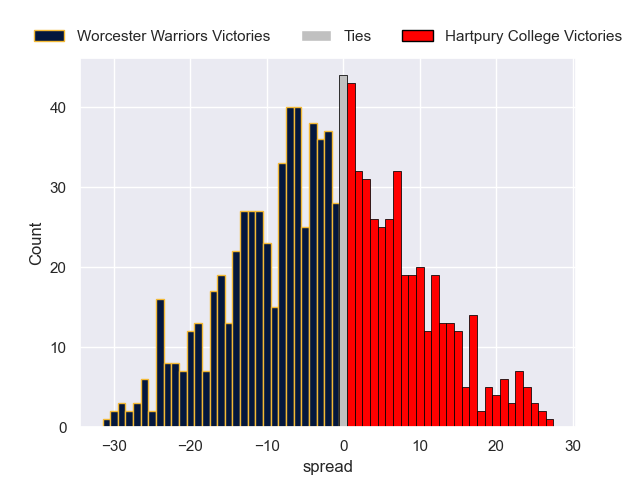 Worcester Warriors Victories Ties Hartpury College Victories
40
30
20
10
0
Count
−30 −20 −10 0 10 20 30
spread